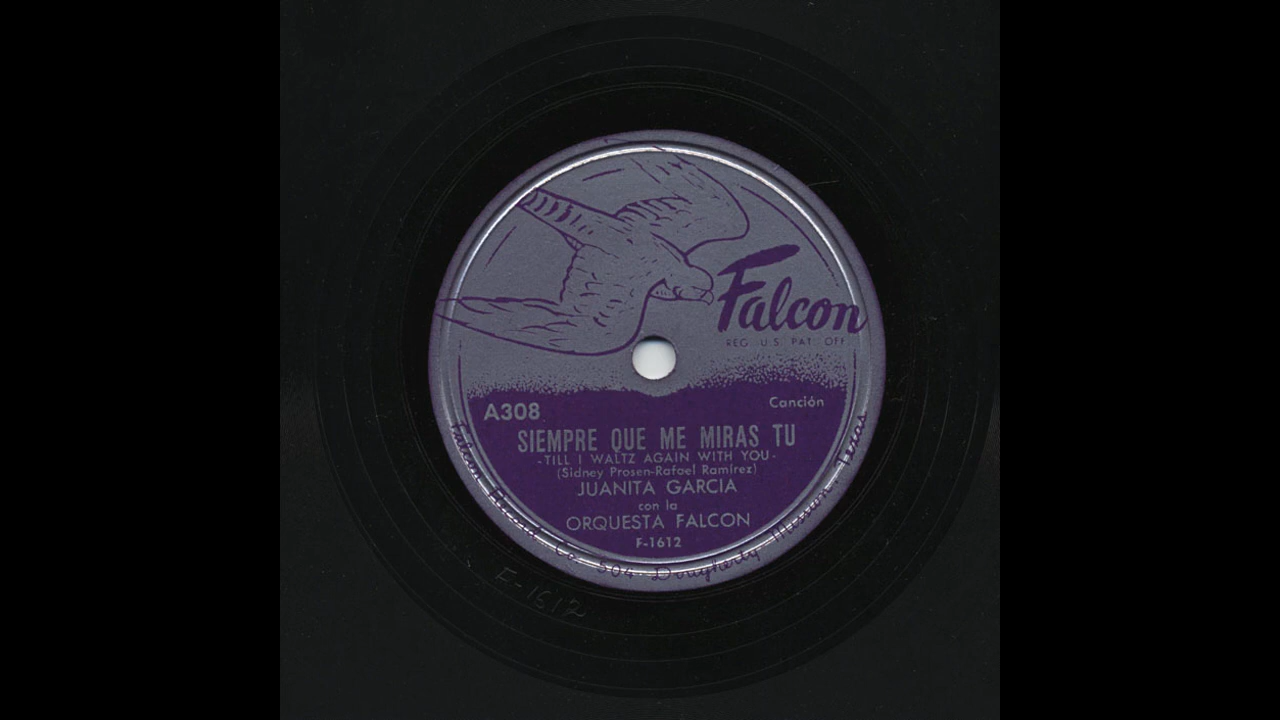 Falcon
REG. U.S. PAT. OFF.
Canción
A308
SIEMPRE QUE ME MIRAS TU
-TILL I WALTZ AGAIN WITH YOU-
(Sidney Prosen-Rafael Ramírez)
JUANITA GARCIA
con la
ORQUESTA FALCON
F-1612
Falcon Record Co. 504 Dougherty Mission, Texas
F-1612